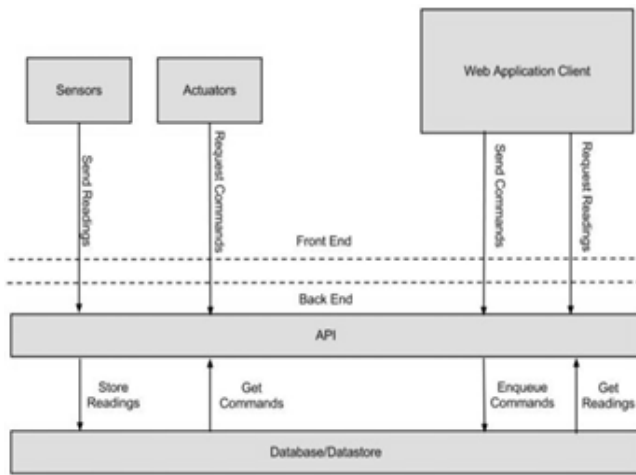 Sensors
Actuators
Web Application Client
Send Readings
Request Commands
Send Commands
Request Readings
Front End
Back End
API
Store
Readings
Get
Commands
Enqueue
Commands
Get
Readings
Database/Datastore